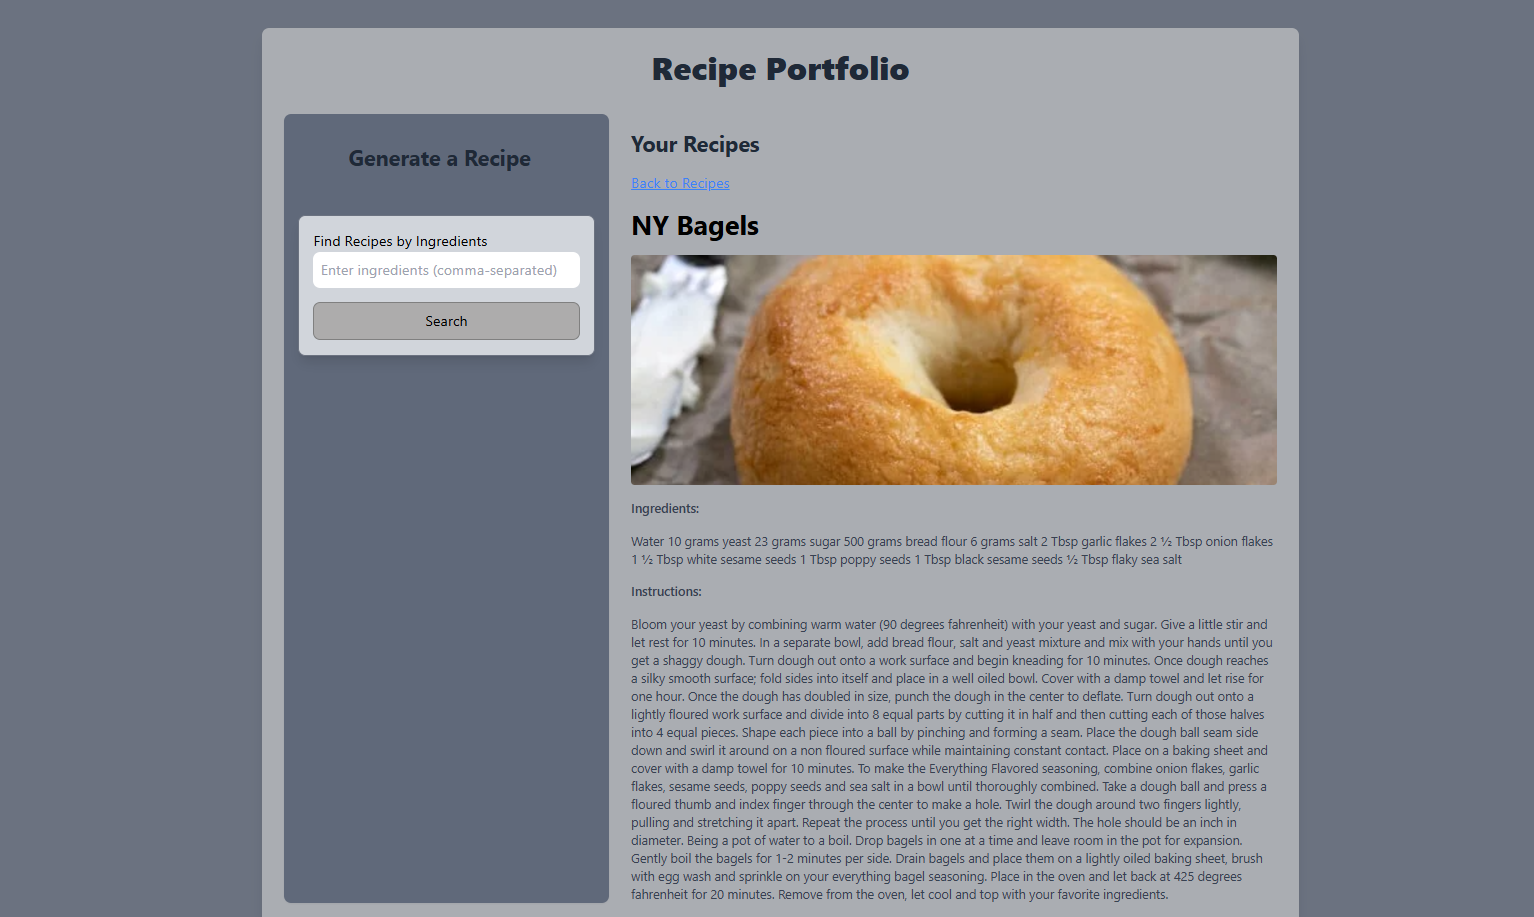 Recipe Portfolio
Generate a Recipe
Find Recipes by Ingredients
Enter ingredients (comma-separated)
Search
Your Recipes
Back to Recipes
NY Bagels
Ingredients:
Water 10 grams yeast 23 grams sugar 500 grams bread flour 6 grams salt 2 Tbsp garlic flakes 2 ½ Tbsp onion flakes
1 ½ Tbsp white sesame seeds 1 Tbsp poppy seeds 1 Tbsp black sesame seeds ½ Tbsp flaky sea salt
Instructions:
Bloom your yeast by combining warm water (90 degrees fahrenheit) with your yeast and sugar. Give a little stir and
let rest for 10 minutes. In a separate bowl, add bread flour, salt and yeast mixture and mix with your hands until you
get a shaggy dough. Turn dough out onto a work surface and begin kneading for 10 minutes. Once dough reaches
a silky smooth surface; fold sides into itself and place in a well oiled bowl. Cover with a damp towel and let rise for
one hour. Once the dough has doubled in size, punch the dough in the center to deflate. Turn dough out onto a
lightly floured work surface and divide into 8 equal parts by cutting it in half and then cutting each of those halves
into 4 equal pieces. Shape each piece into a ball by pinching and forming a seam. Place the dough ball seam side
down and swirl it around on a non floured surface while maintaining constant contact. Place on a baking sheet and
cover with a damp towel for 10 minutes. To make the Everything Flavored seasoning, combine onion flakes, garlic
flakes, sesame seeds, poppy seeds and sea salt in a bowl until thoroughly combined. Take a dough ball and press a
floured thumb and index finger through the center to make a hole. Twirl the dough around two fingers lightly,
pulling and stretching it apart. Repeat the process until you get the right width. The hole should be an inch in
diameter. Being a pot of water to a boil. Drop bagels in one at a time and leave room in the pot for expansion.
Gently boil the bagels for 1-2 minutes per side. Drain bagels and place them on a lightly oiled baking sheet, brush
with egg wash and sprinkle on your everything bagel seasoning. Place in the oven and let back at 425 degrees
fahrenheit for 20 minutes. Remove from the oven, let cool and top with your favorite ingredients.